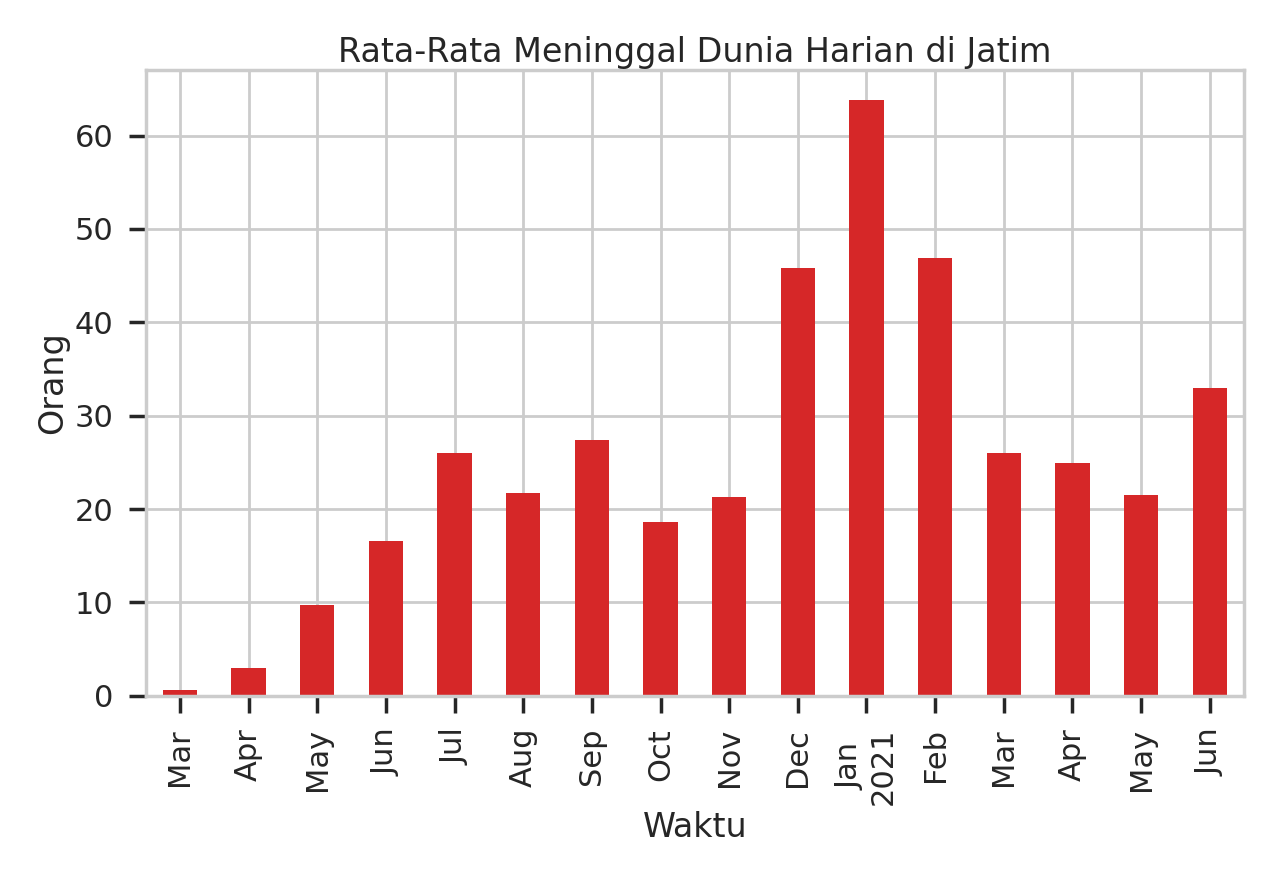 Rata-Rata Meninggal Dunia Harian di Jatim
60
50
40
30
20
10
0
Orang
Mar
Apr
May
Jun
Jul
Aug
Sep
Oct
Nov
Dec
Jan
2021
Feb
Mar
Apr
May
Jun
Waktu